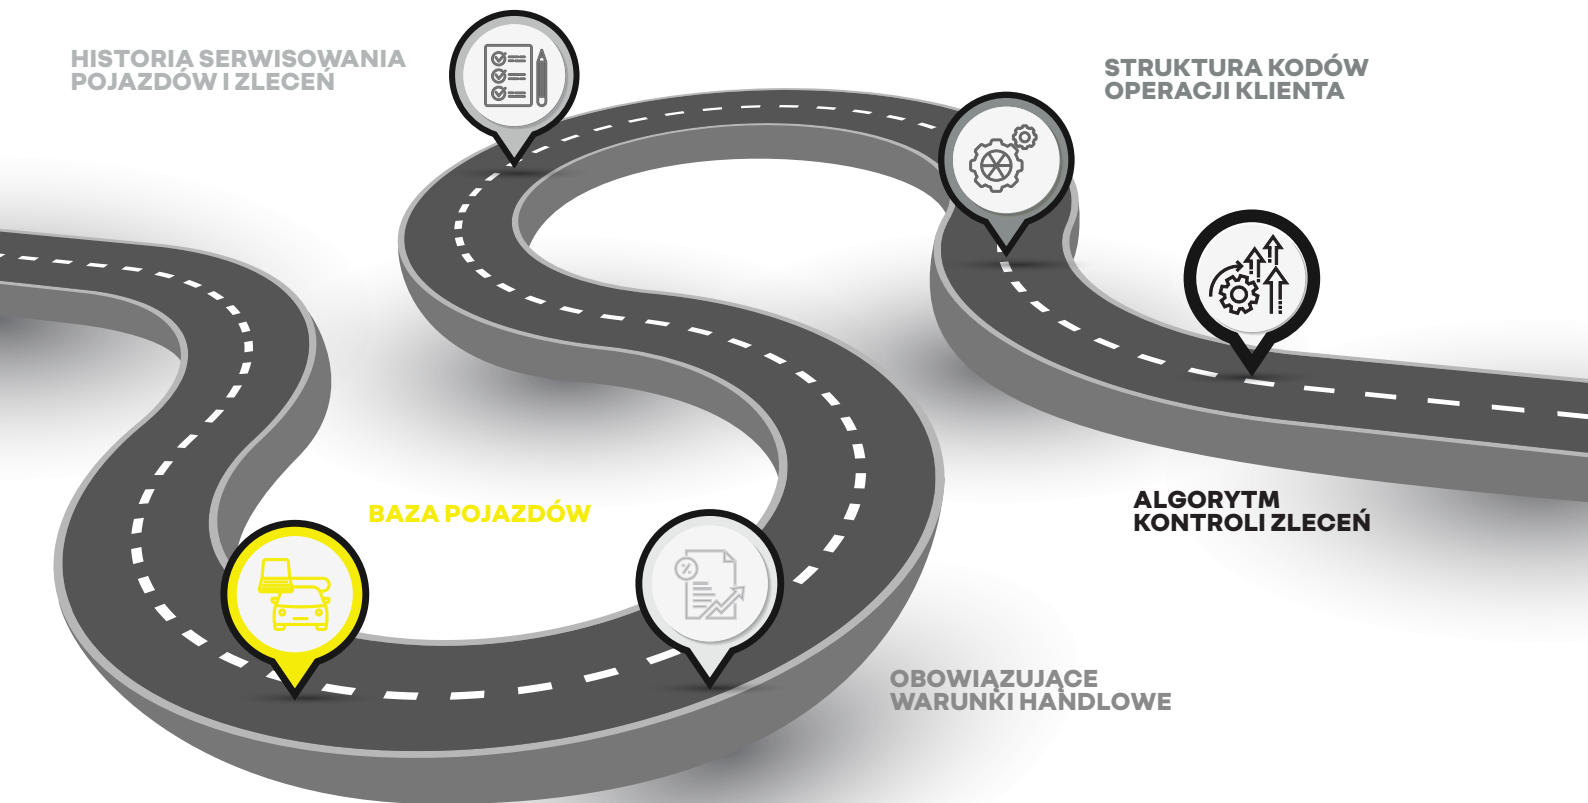 HISTORIA SERWISOWANIA
POJAZDÓW I ZLECEŃ
STRUKTURA KODÓW
OPERACJI KLIENTA
BAZA POJAZDÓW
ALGORYTM
KONTROLI ZLECEŃ
OBOWIĄZUJĄCE
WARUNKI HANDLOWE
%